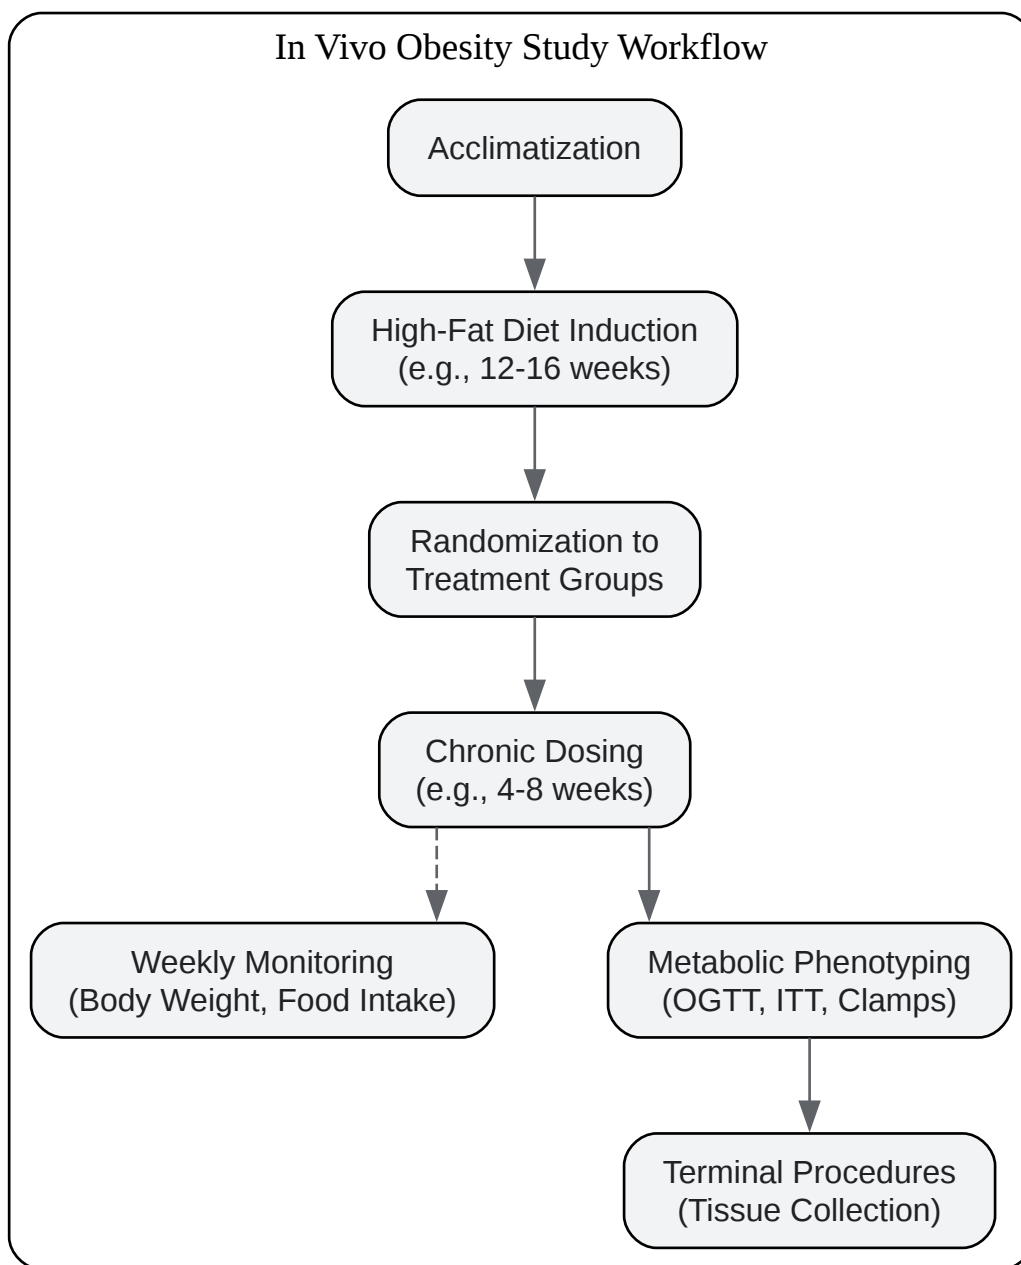 In Vivo Obesity Study Workflow
Acclimatization
High-Fat Diet Induction
(e.g., 12-16 weeks)
Randomization to
Treatment Groups
Chronic Dosing
(e.g., 4-8 weeks)
Weekly Monitoring
(Body Weight, Food Intake)
Metabolic Phenotyping
(OGTT, ITT, Clamps)
Terminal Procedures
(Tissue Collection)